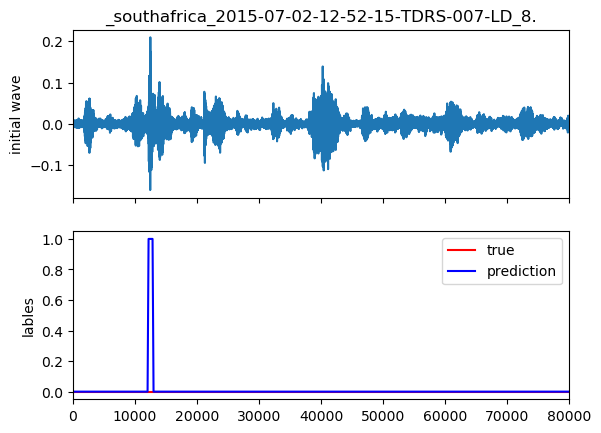 _southafrica_2015-07-02-12-52-15-TDRS-007-LD_8.
initial wave
0.2
0.1
0.0
−0.1
lables
1.0
0.8
0.6
0.4
0.2
0.0
true
prediction
0 10000 20000 30000 40000 50000 60000 70000 80000